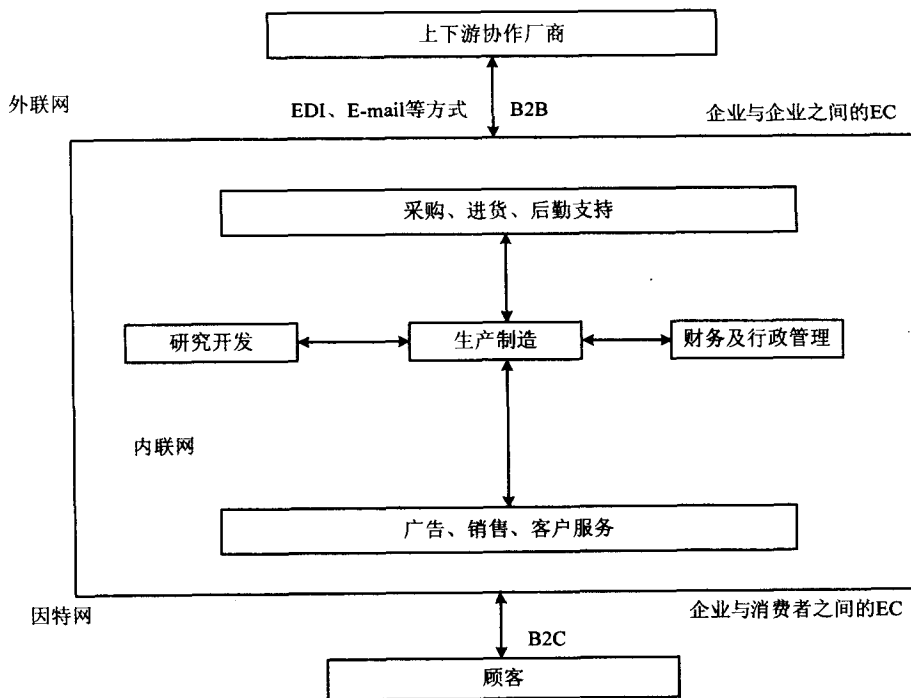 上下游协作厂商
外联网
EDI、E-mail等方式
B2B
企业与企业之间的EC
采购、进货、后勤支持
研究开发
生产制造
财务及行政管理
内联网
广告、销售、客户服务
因特网
企业与消费者之间的EC
B2C
顾客